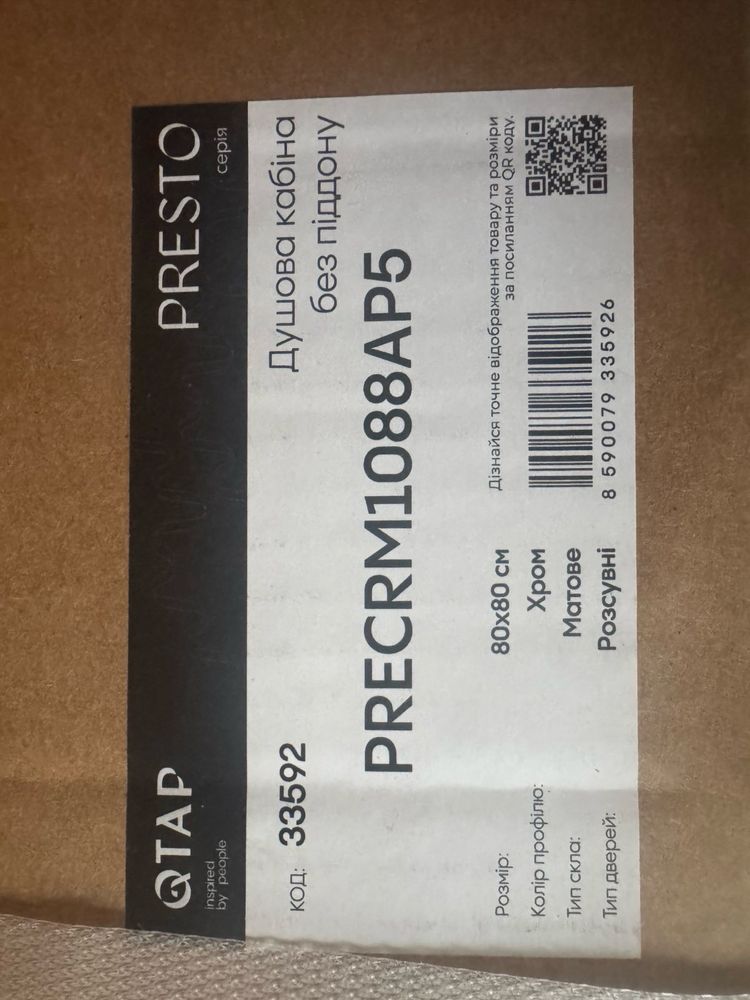 QTAP
inspired
by people
PRESTO
серія
КОД: 33592
Душова кабіна
без піддону
PRECRM1088AP5
Розмір: 80x80 см
Колір профілю: Хром
Тип скла: Матове
Тип дверей: Розсувні
Дізнайся точне відображення товару та розміри
за посиланням QR коду.
8 590079 335926